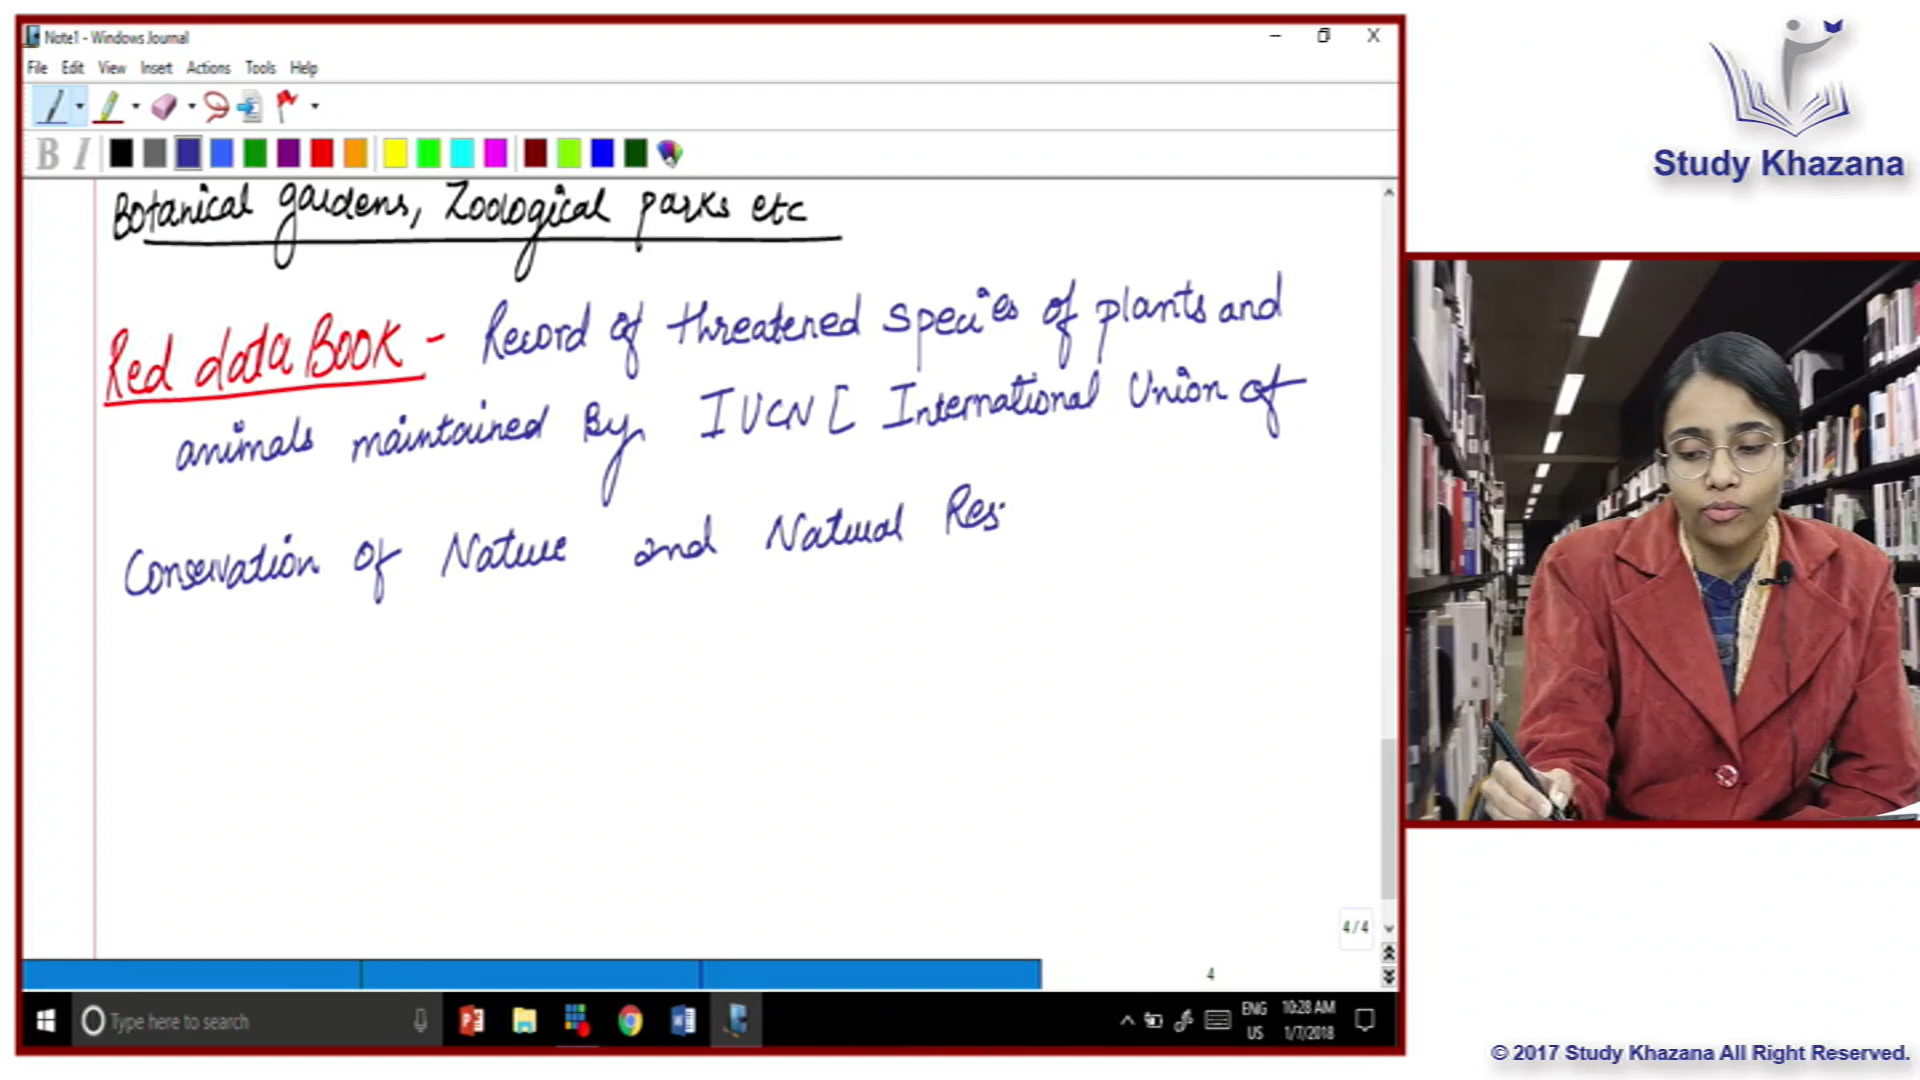 Note1 - Windows Journal
File Edit View Insert Actions Tools Help
B I
Study Khazana
Botanical gardens, Zoological parks etc
Red data Book - Record of threatened species of plants and
animals maintained By IUCN [ International Union of
Conservation of Nature and Natural Res
4/4
4
Type here to search
ENG
US
10:28 AM
1/7/2018
© 2017 Study Khazana All Right Reserved.